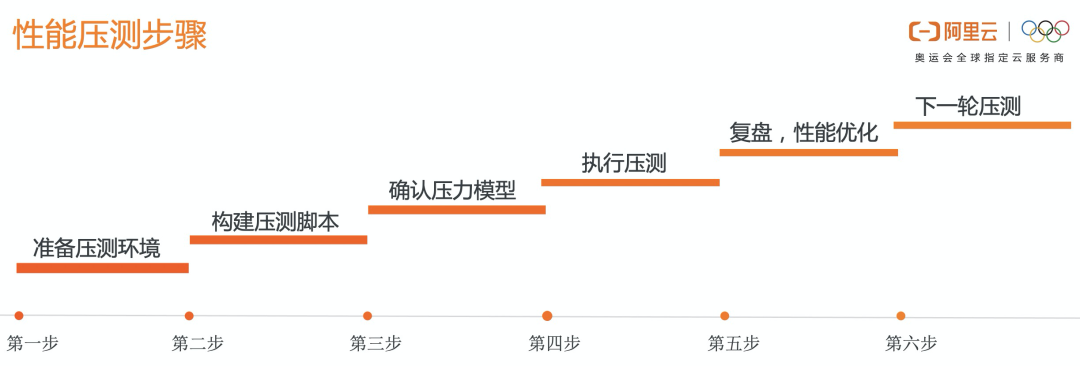 性能压测步骤
阿里云
奥运会全球指定云服务商
下一轮压测
复盘，性能优化
执行压测
确认压力模型
构建压测脚本
准备压测环境
第一步 第二步 第三步 第四步 第五步 第六步